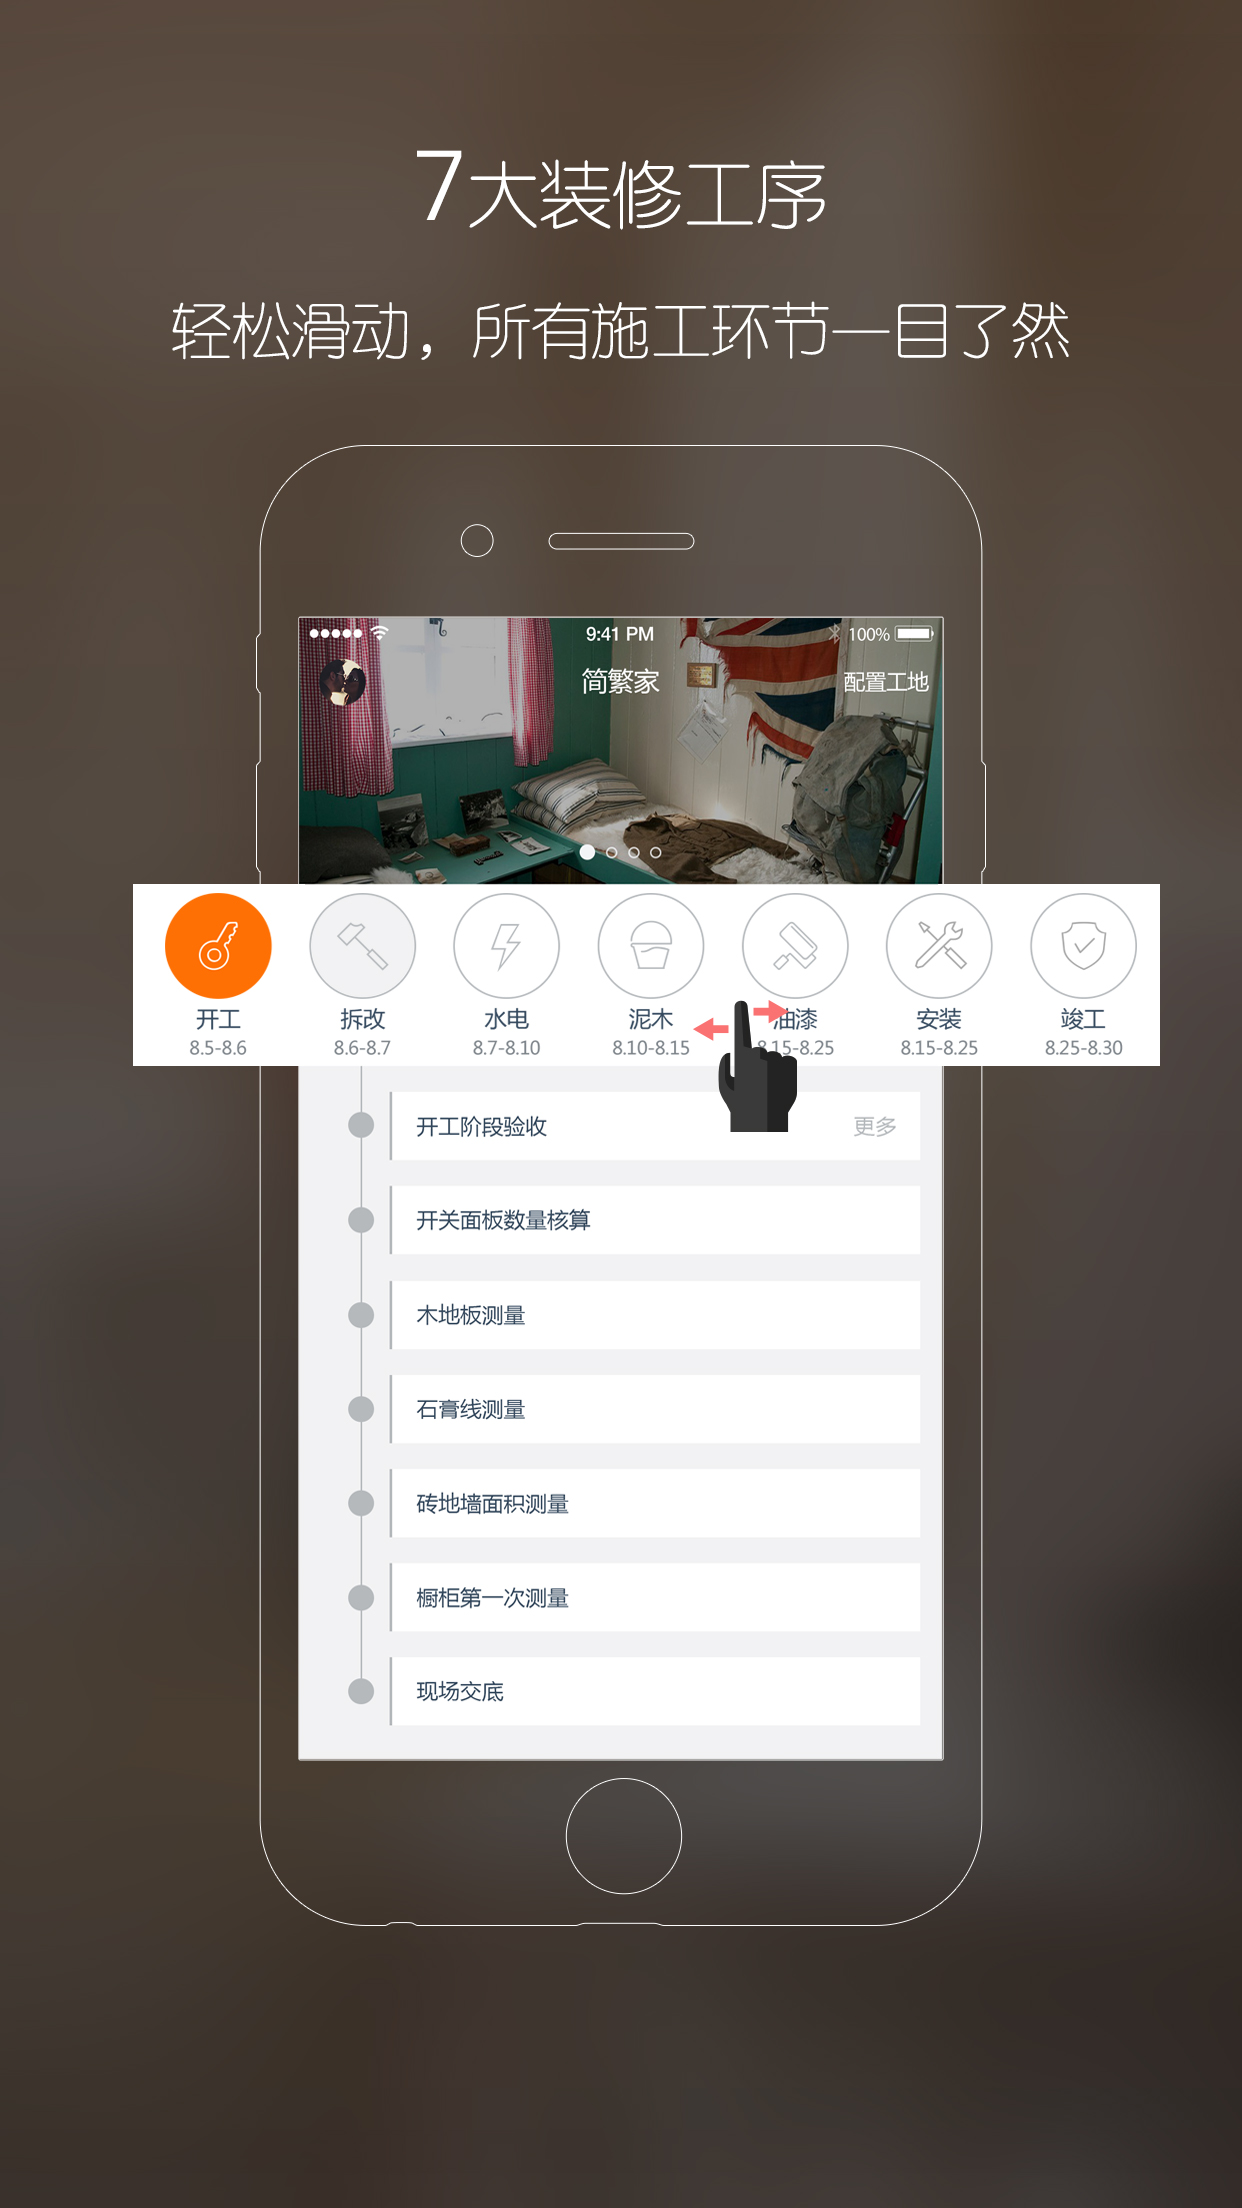 7大装修工序
轻松滑动，所有施工环节一目了然
9:41 PM
100%
简繁家
配置工地
开工 拆改 水电 泥木 油漆 安装 竣工
8.5-8.6 8.6-8.7 8.7-8.10 8.10-8.15 8.15-8.25 8.15-8.25 8.25-8.30
开工阶段验收 更多
开关面板数量核算
木地板测量
石膏线测量
砖地墙面积测量
橱柜第一次测量
现场交底